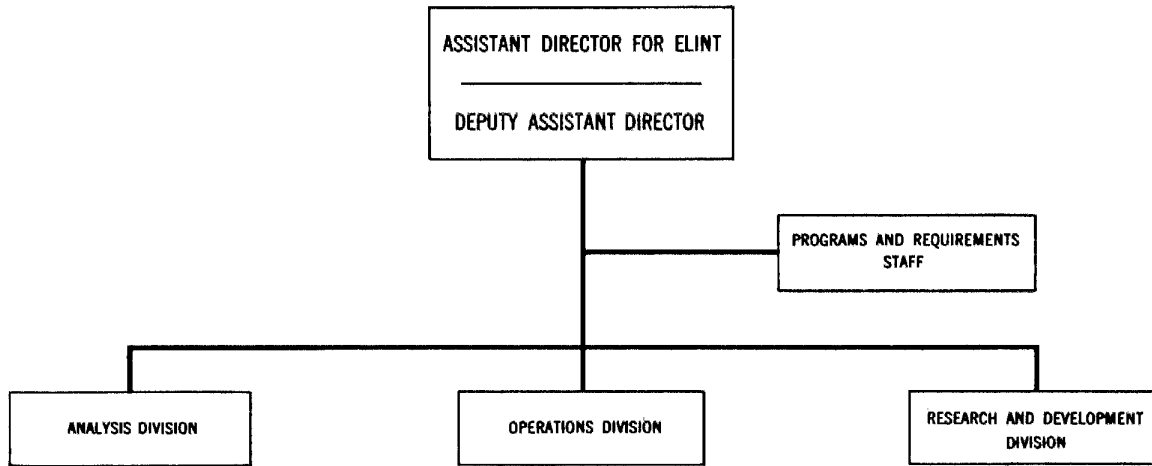 ASSISTANT DIRECTOR FOR ELINT
DEPUTY ASSISTANT DIRECTOR
PROGRAMS AND REQUIREMENTS
STAFF
ANALYSIS DIVISION
OPERATIONS DIVISION
RESEARCH AND DEVELOPMENT
DIVISION